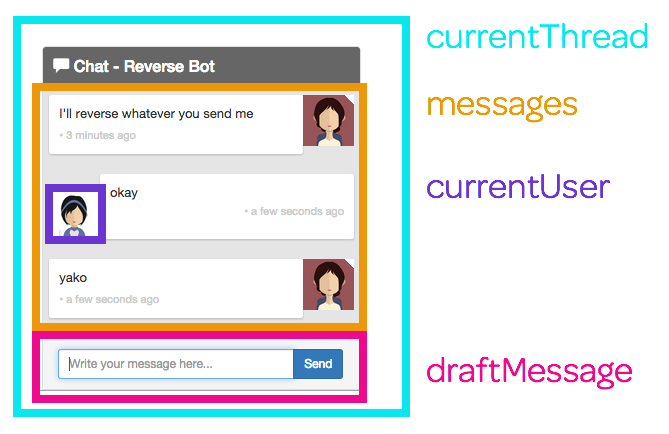 currentThread
Chat - Reverse Bot
messages
I'll reverse whatever you send me
• 3 minutes ago
currentUser
okay
• a few seconds ago
yako
• a few seconds ago
draftMessage
Write your message here...
Send